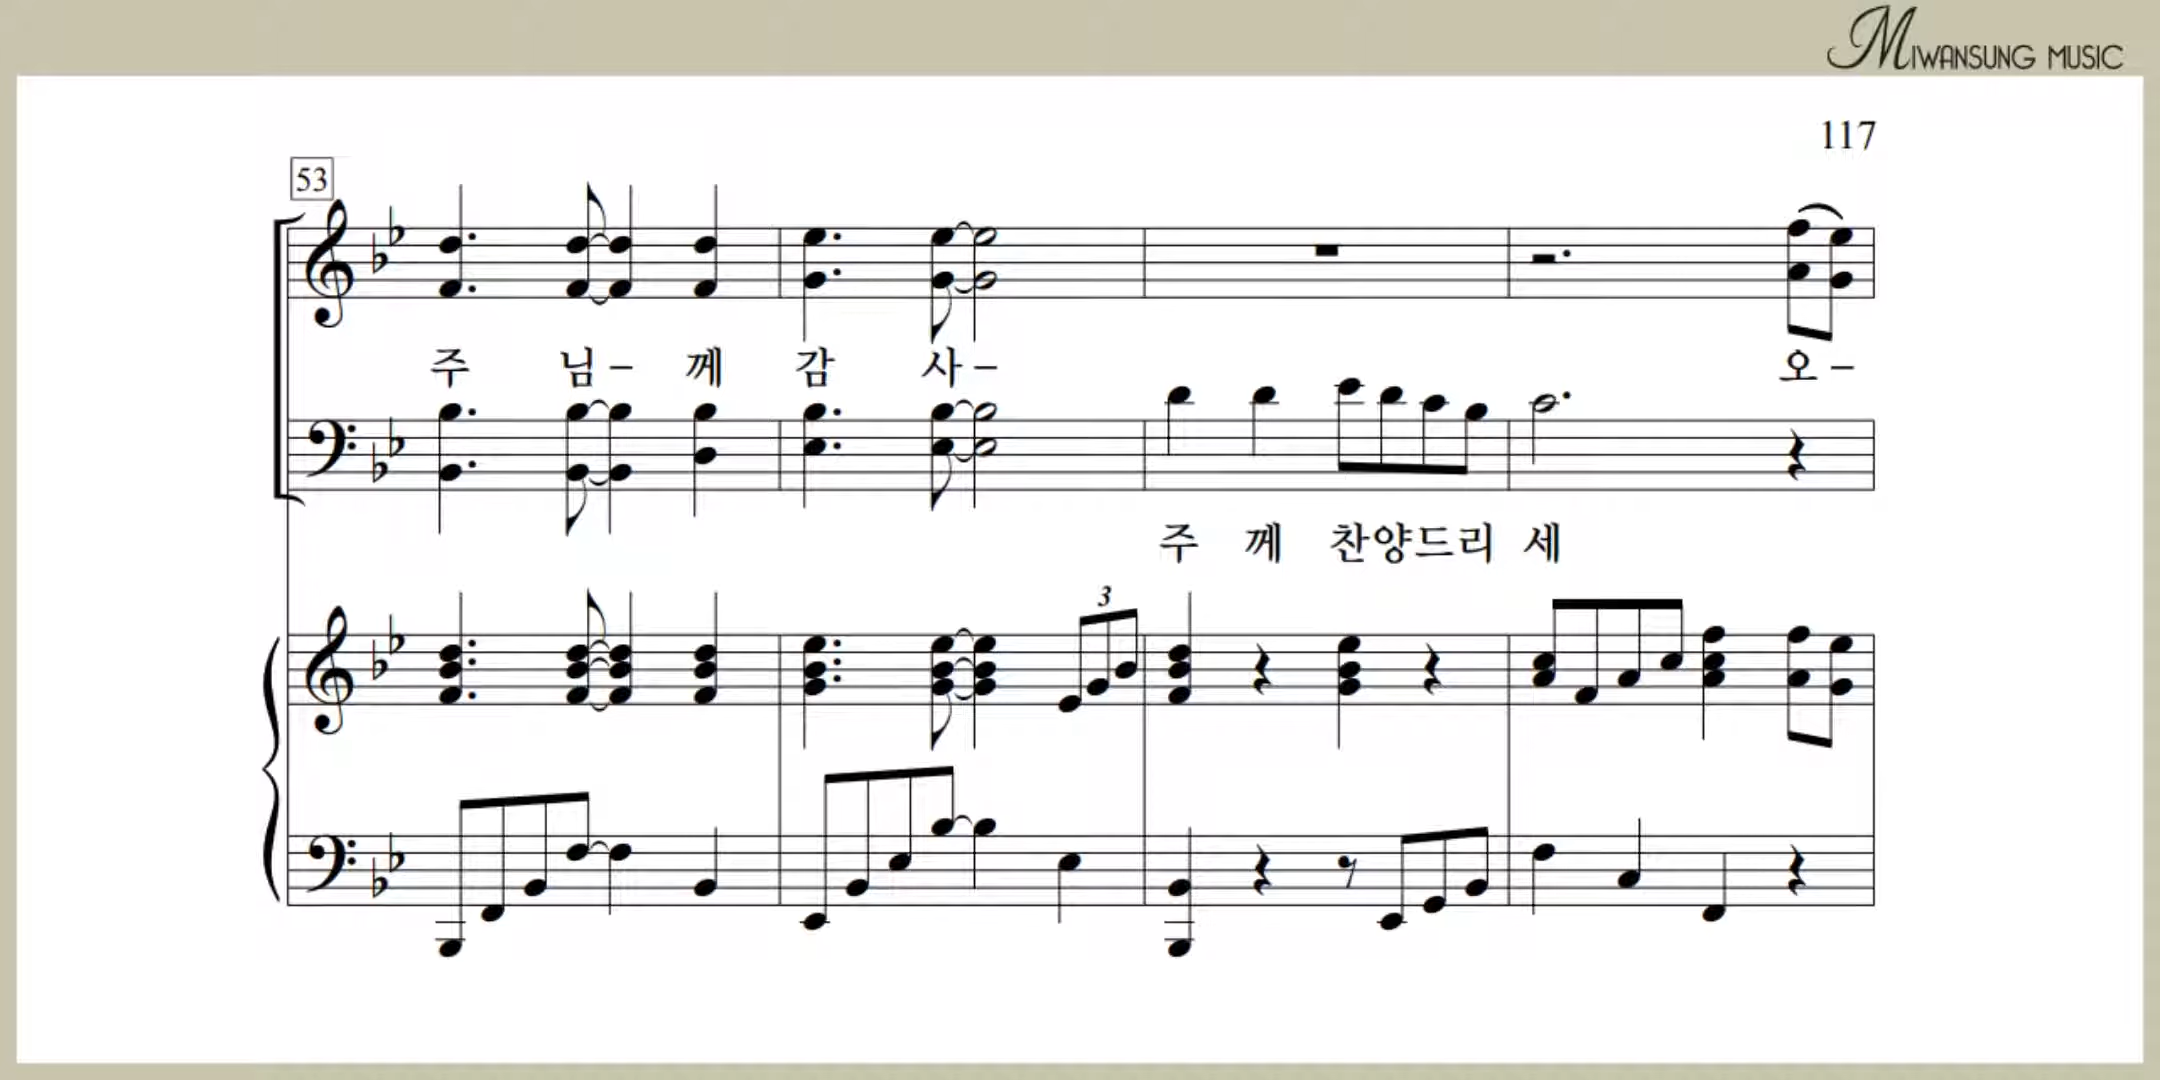 MIWANSUNG MUSIC
117
53
주 님 - 께 감 사 - 오 -
주 께 찬양드리 세
3